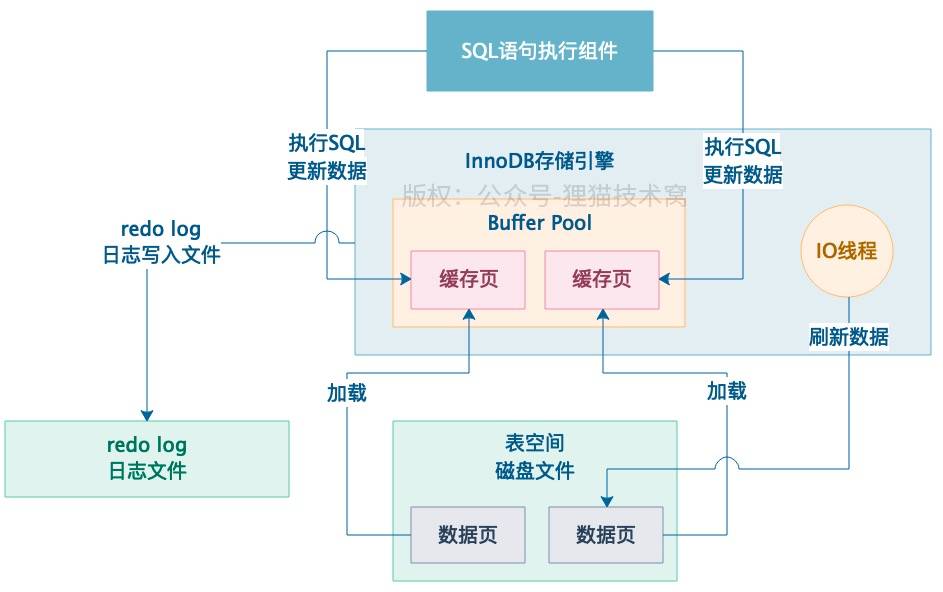 SQL语句执行组件
执行SQL
更新数据
InnoDB存储引擎
执行SQL
更新数据
版权：公众号-狸猫技术窝
Buffer Pool
redo log
日志写入文件
IO线程
缓存页
缓存页
刷新数据
加载
加载
redo log
日志文件
表空间
磁盘文件
数据页
数据页